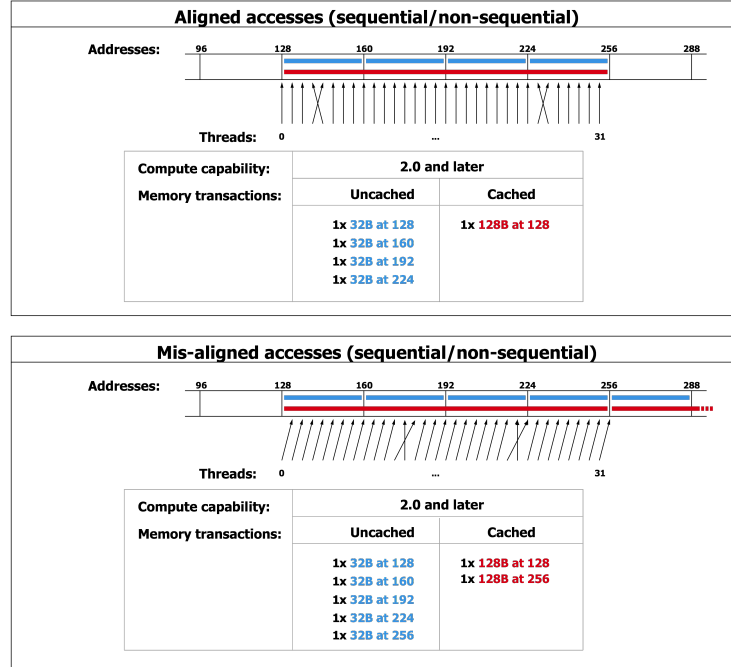 Aligned accesses (sequential/non-sequential)
Addresses: 96 128 160 192 224 256 288
Threads: 0 ... 31
Compute capability: 2.0 and later
Memory transactions: Uncached Cached
1x 32B at 128 1x 128B at 128
1x 32B at 160
1x 32B at 192
1x 32B at 224
Mis-aligned accesses (sequential/non-sequential)
Addresses: 96 128 160 192 224 256 288
Threads: 0 ... 31
Compute capability: 2.0 and later
Memory transactions: Uncached Cached
1x 32B at 128 1x 128B at 128
1x 32B at 160 1x 128B at 256
1x 32B at 192
1x 32B at 224
1x 32B at 256